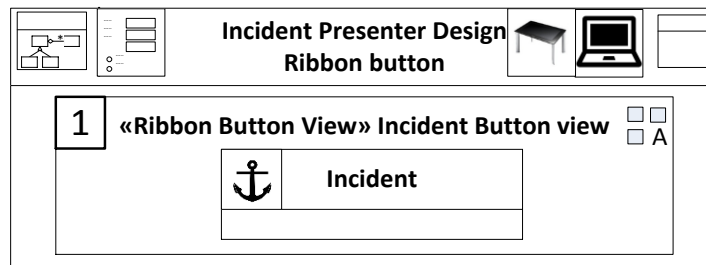 Incident Presenter Design
Ribbon button
1
«Ribbon Button View» Incident Button view
A
Incident